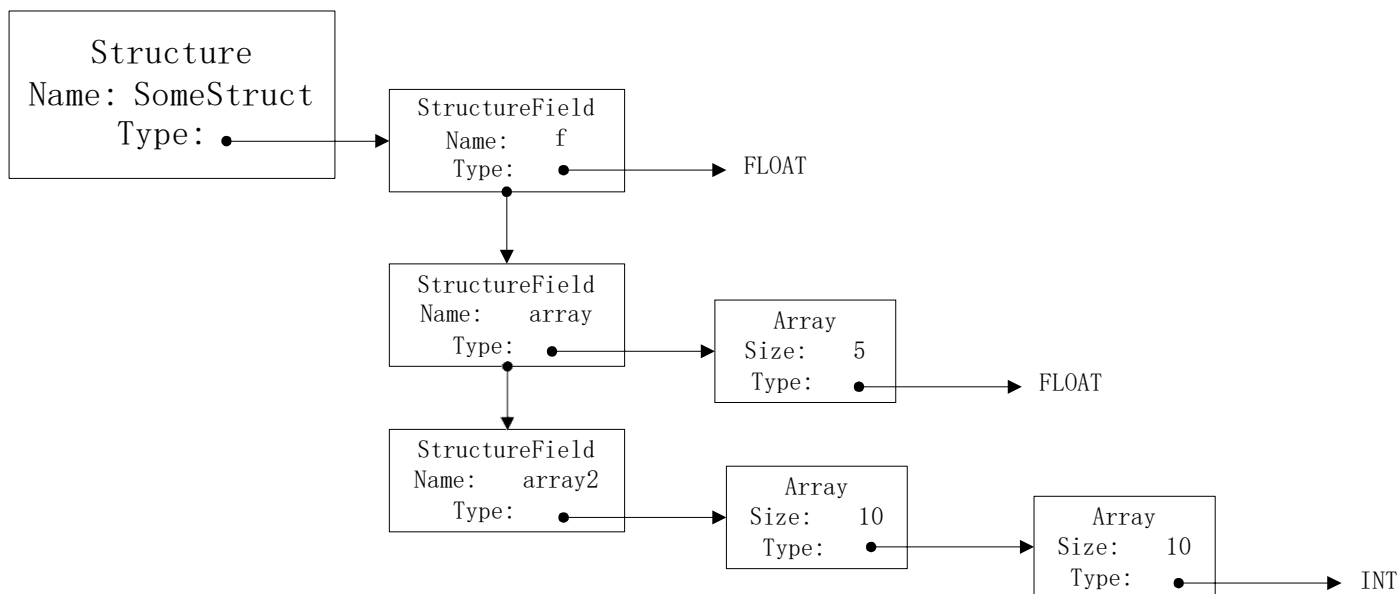 Structure
Name: SomeStruct
Type:
StructureField
Name: f
Type:
FLOAT
StructureField
Name: array
Type:
Array
Size: 5
Type:
FLOAT
StructureField
Name: array2
Type:
Array
Size: 10
Type:
Array
Size: 10
Type:
INT